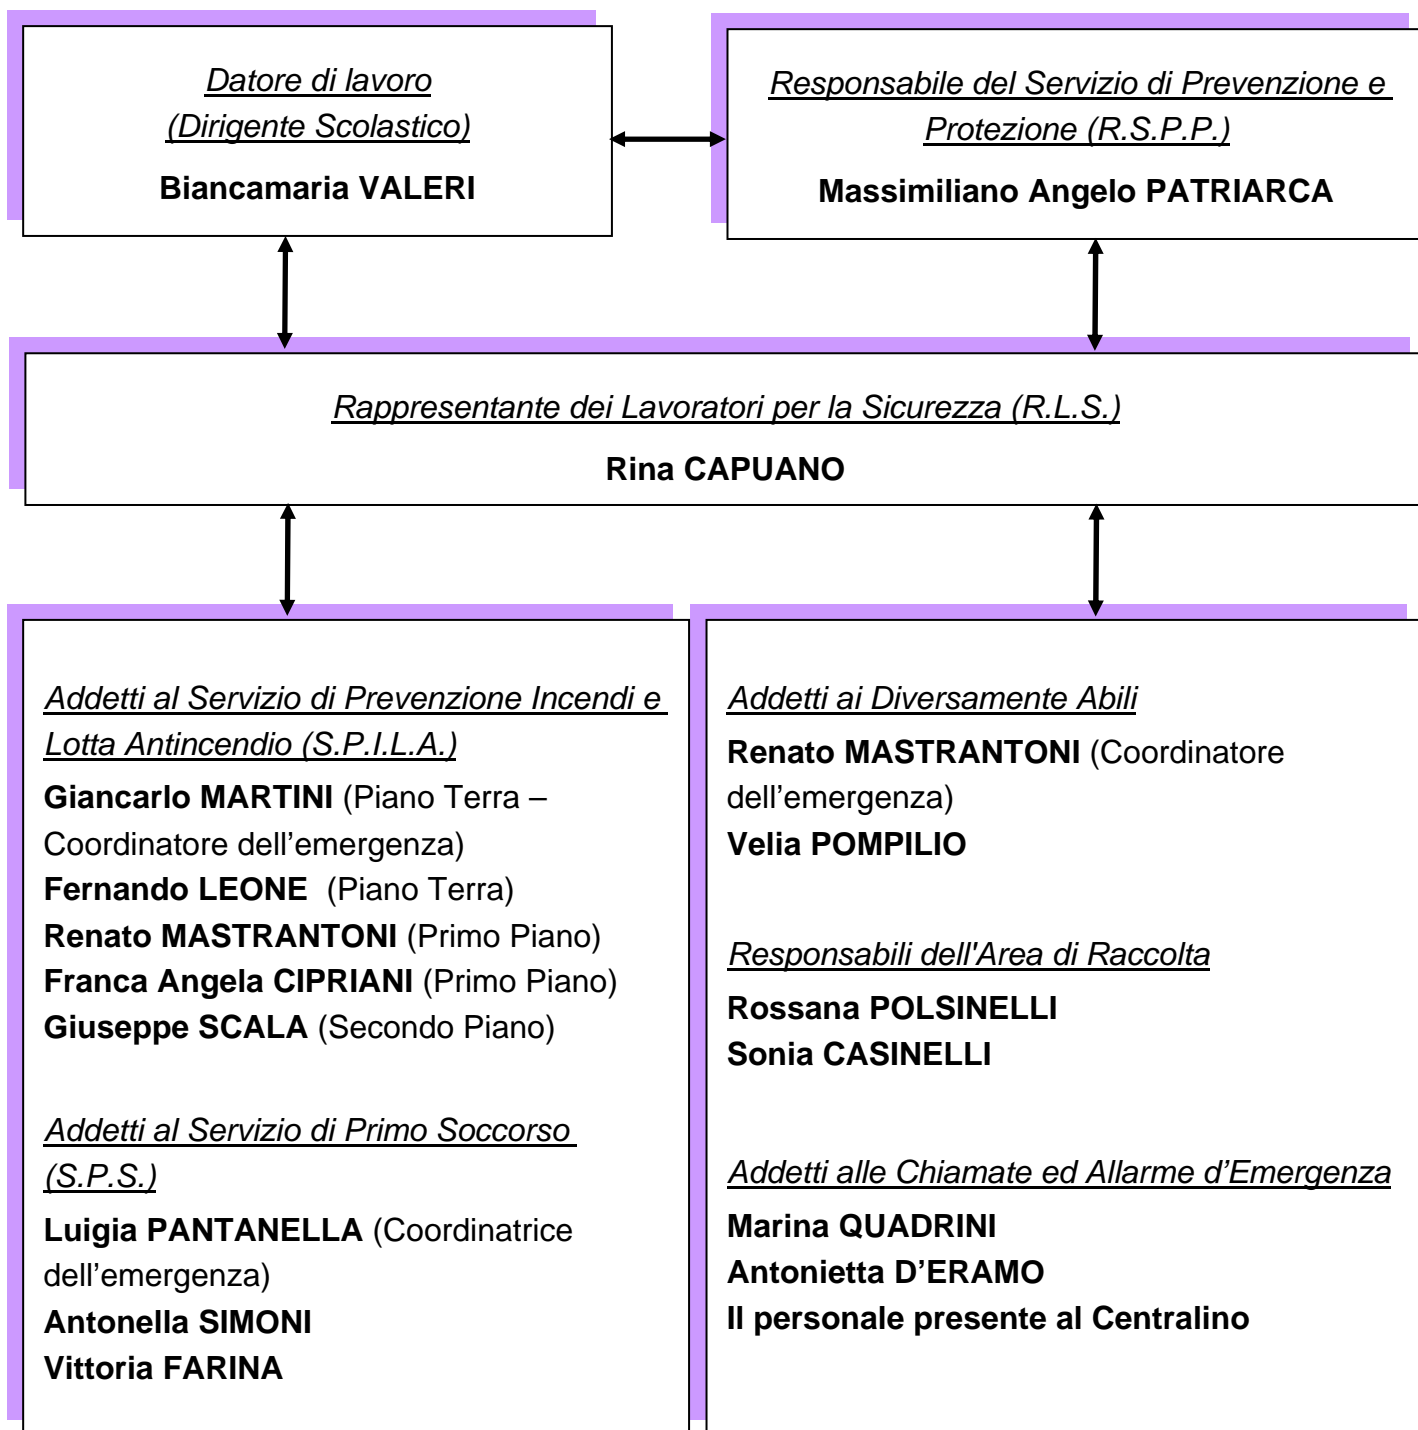 Datore di lavoro
(Dirigente Scolastico)
Biancamaria VALERI
Responsabile del Servizio di Prevenzione e
Protezione (R.S.P.P.)
Massimiliano Angelo PATRIARCA
Rappresentante dei Lavoratori per la Sicurezza (R.L.S.)
Rina CAPUANO
Addetti al Servizio di Prevenzione Incendi e
Lotta Antincendio (S.P.I.L.A.)
Giancarlo MARTINI (Piano Terra –
Coordinatore dell’emergenza)
Fernando LEONE (Piano Terra)
Renato MASTRANTONI (Primo Piano)
Franca Angela CIPRIANI (Primo Piano)
Giuseppe SCALA (Secondo Piano)
Addetti al Servizio di Primo Soccorso
(S.P.S.)
Luigia PANTANELLA (Coordinatrice
dell’emergenza)
Antonella SIMONI
Vittoria FARINA
Addetti ai Diversamente Abili
Renato MASTRANTONI (Coordinatore
dell’emergenza)
Velia POMPILIO
Responsabili dell'Area di Raccolta
Rossana POLSINELLI
Sonia CASINELLI
Addetti alle Chiamate ed Allarme d’Emergenza
Marina QUADRINI
Antonietta D’ERAMO
Il personale presente al Centralino